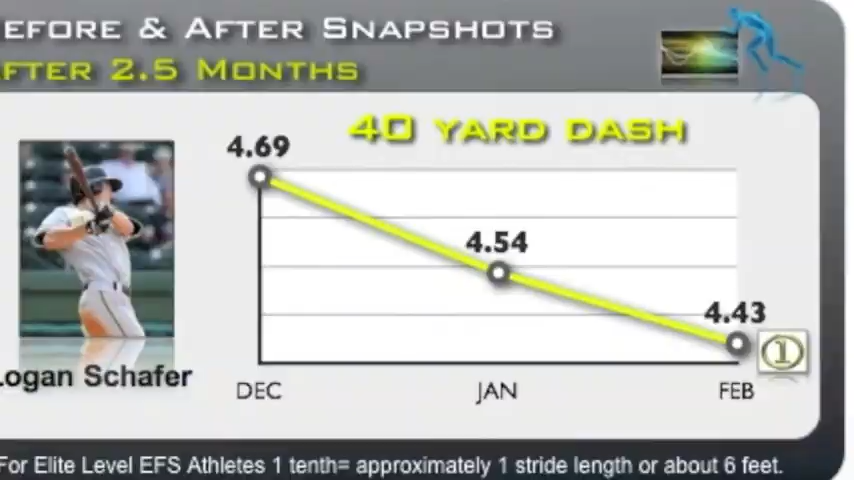 EFORE & AFTER SNAPSHOTS
FTER 2.5 MONTHS
40 YARD DASH
4.69
4.54
4.43
1
ogan Schafer
DEC JAN FEB
For Elite Level EFS Athletes 1 tenth= approximately 1 stride length or about 6 feet.